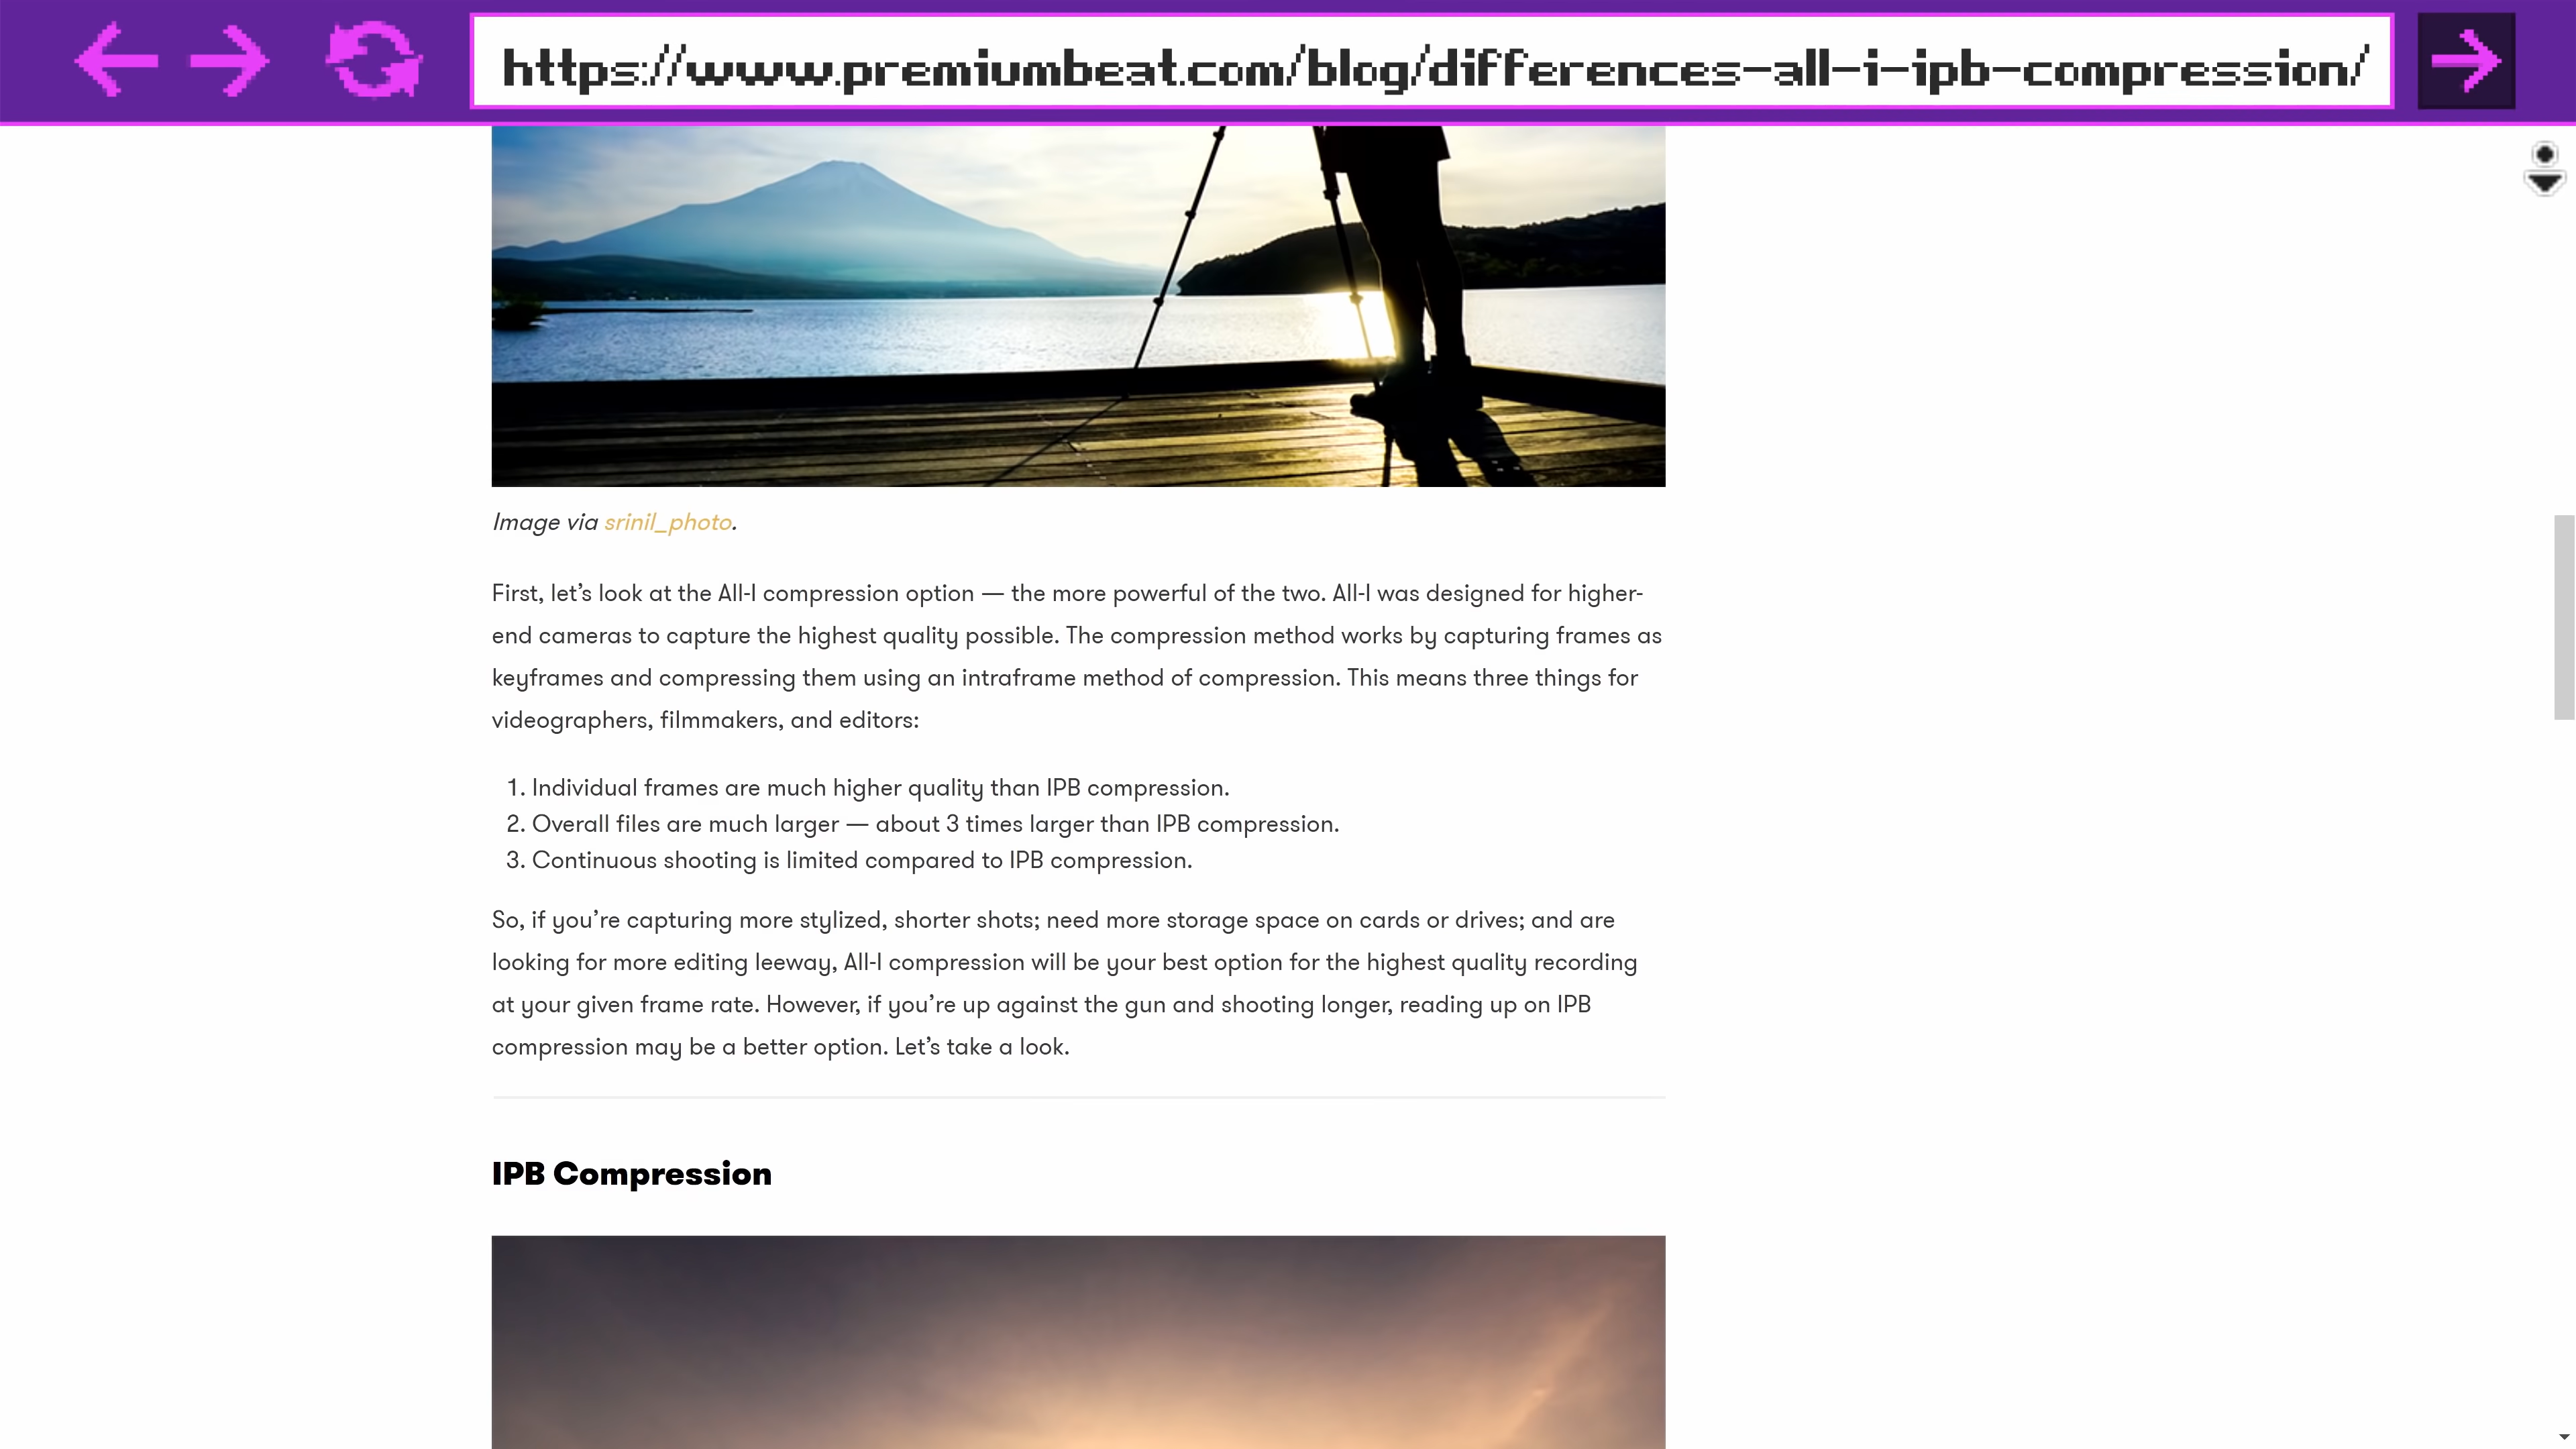 https://www.premiumbeat.com/blog/differences-all-i-ipb-compression/
Image via srinil_photo.
First, let’s look at the All-I compression option — the more powerful of the two. All-I was designed for higher-
end cameras to capture the highest quality possible. The compression method works by capturing frames as
keyframes and compressing them using an intraframe method of compression. This means three things for
videographers, filmmakers, and editors:
1. Individual frames are much higher quality than IPB compression.
2. Overall files are much larger — about 3 times larger than IPB compression.
3. Continuous shooting is limited compared to IPB compression.
So, if you’re capturing more stylized, shorter shots; need more storage space on cards or drives; and are
looking for more editing leeway, All-I compression will be your best option for the highest quality recording
at your given frame rate. However, if you’re up against the gun and shooting longer, reading up on IPB
compression may be a better option. Let’s take a look.
IPB Compression